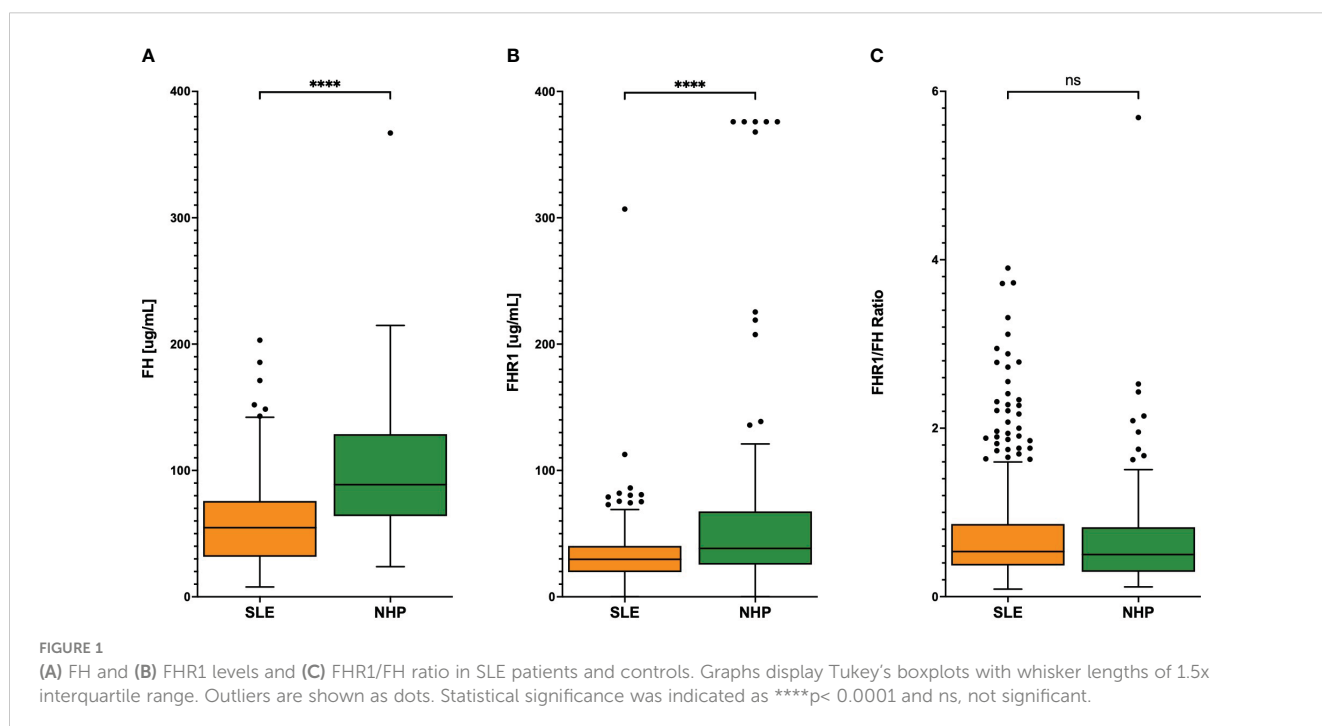 A
B
C
****
****
ns
400
300
200
100
0
FH [ug/mL]
SLE
NHP
400
300
200
100
0
FHR1 [ug/mL]
SLE
NHP
6
4
2
0
FHR1/FH Ratio
SLE
NHP
FIGURE 1
(A) FH and (B) FHR1 levels and (C) FHR1/FH ratio in SLE patients and controls. Graphs display Tukey's boxplots with whisker lengths of 1.5x
interquartile range. Outliers are shown as dots. Statistical significance was indicated as ****p< 0.0001 and ns, not significant.